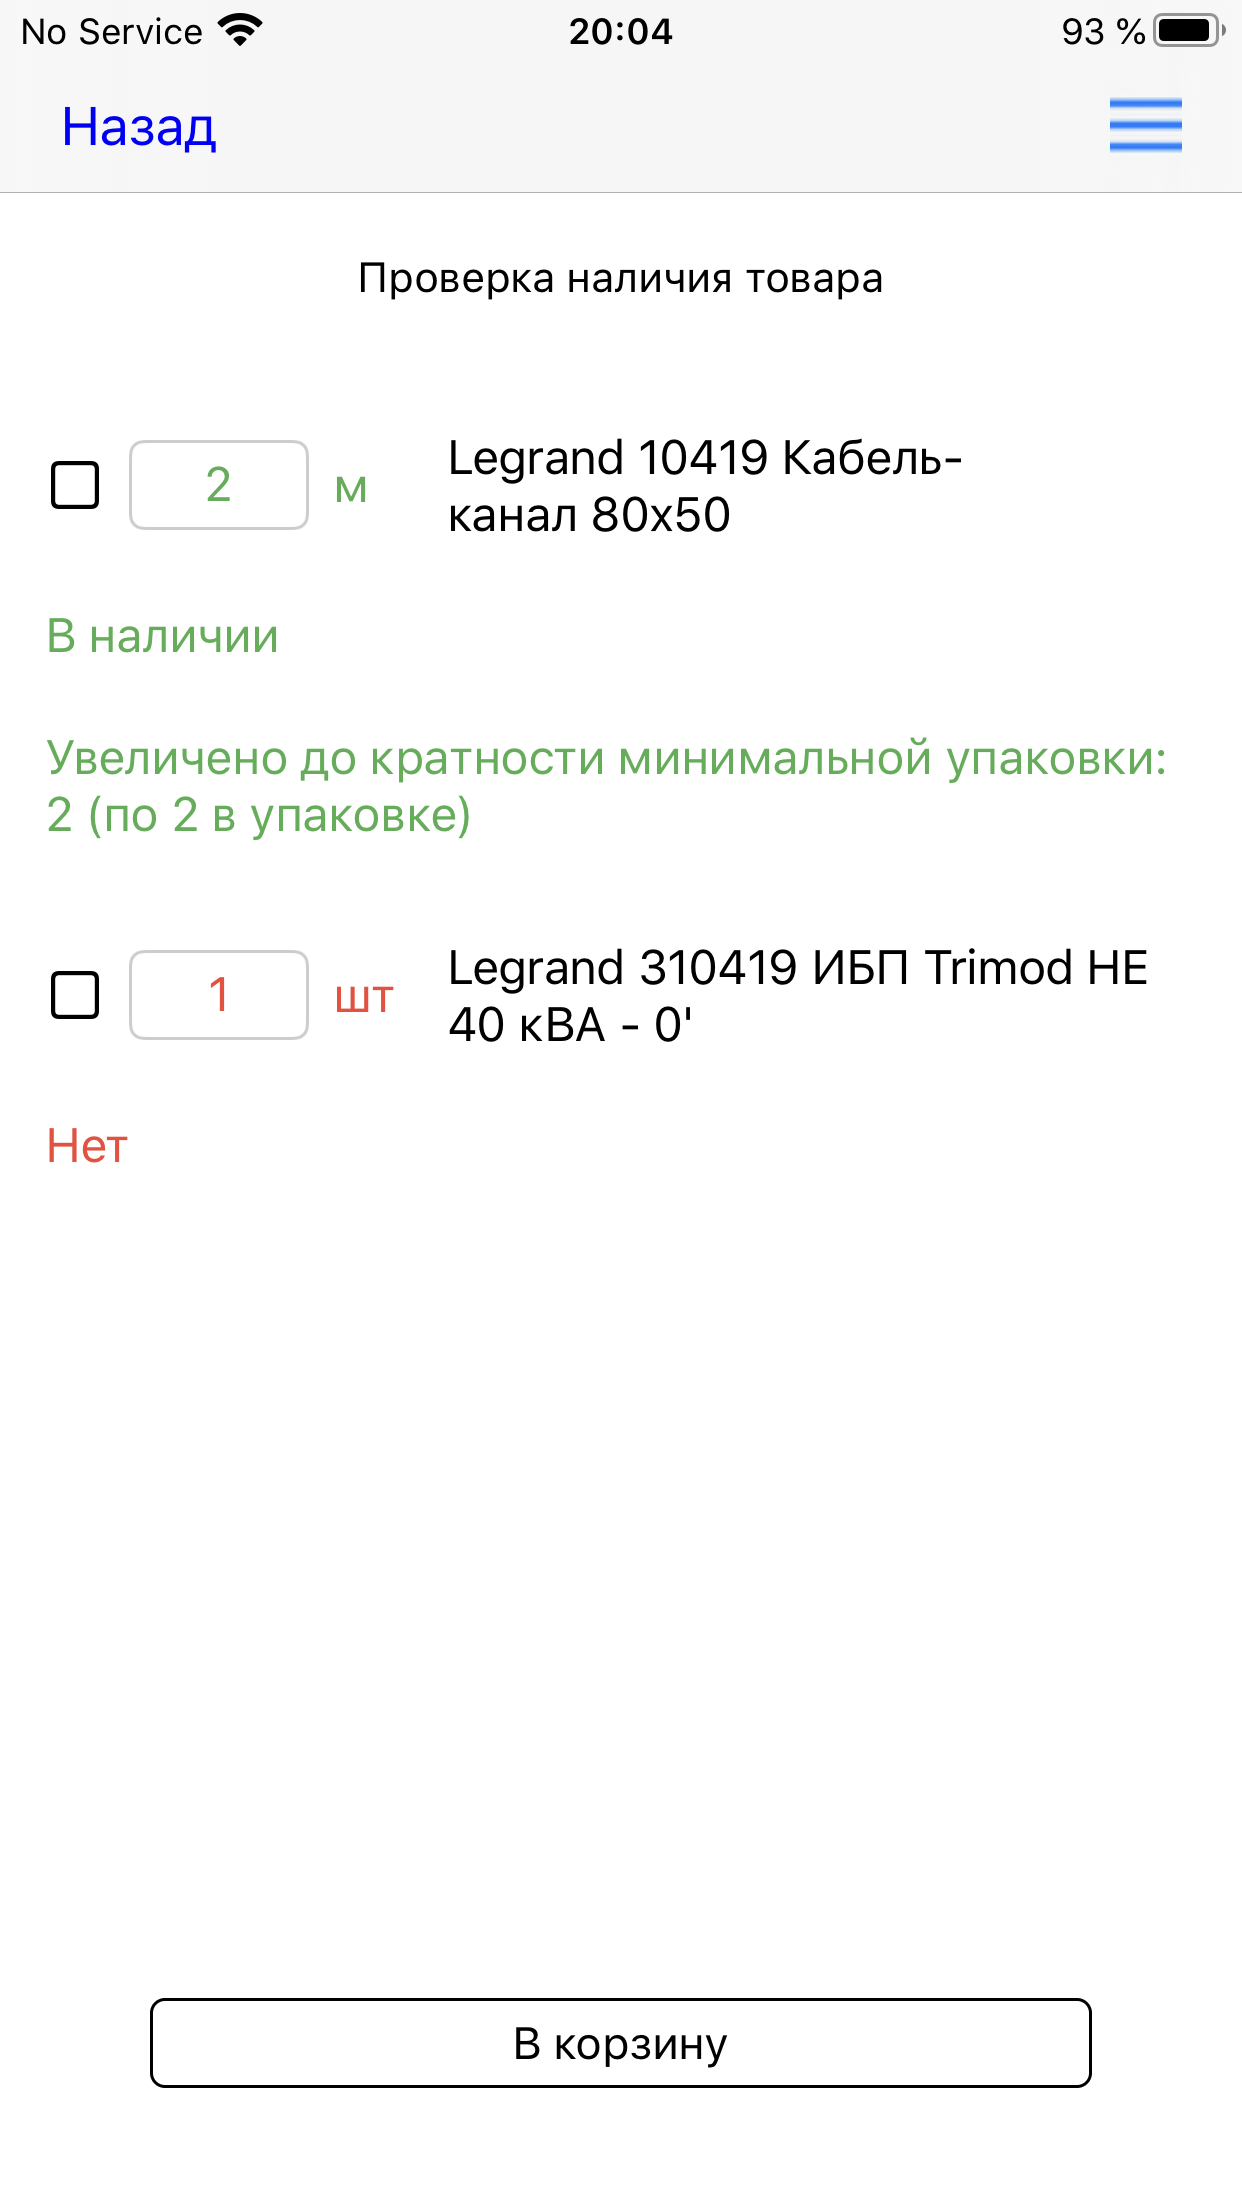 No Service 20:04 93 %
Назад
Проверка наличия товара
2 м Legrand 10419 Кабель-
канал 80х50
В наличии
Увеличено до кратности минимальной упаковки:
2 (по 2 в упаковке)
1 шт Legrand 310419 ИБП Trimod HE
40 кВА - 0'
Нет
В корзину